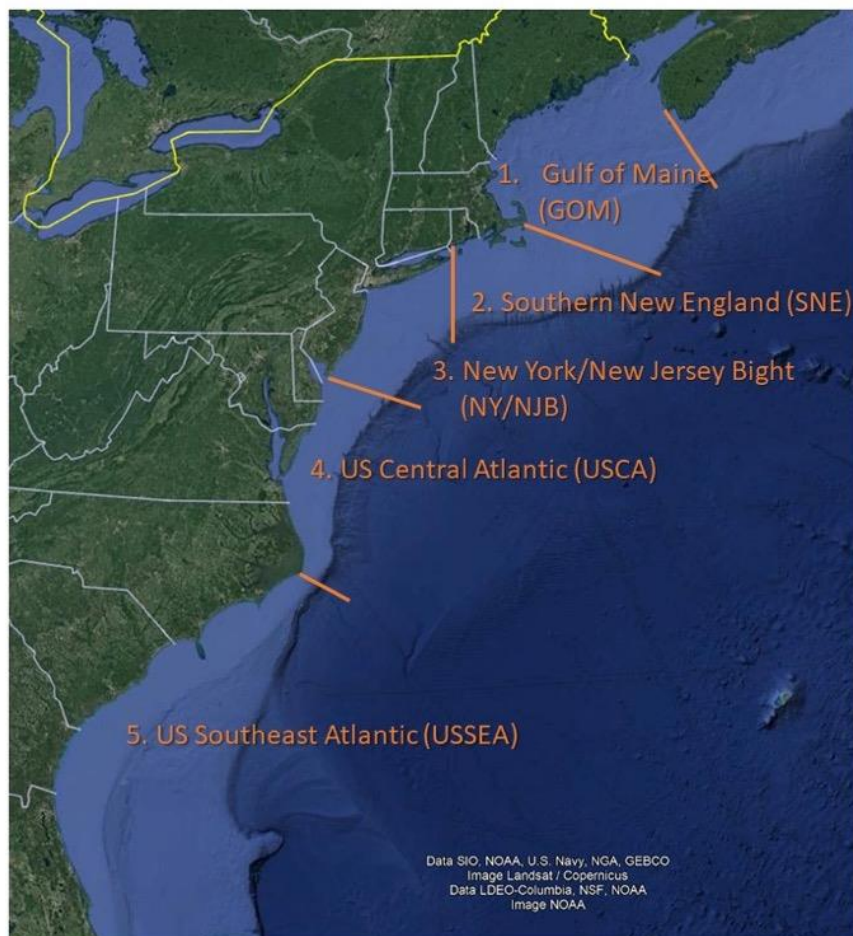 1. Gulf of Maine
(GOM)
2. Southern New England (SNE)
3. New York/New Jersey Bight
(NY/NJB)
4. US Central Atlantic (USCA)
5. US Southeast Atlantic (USSEA)
Data SIO, NOAA, U.S. Navy, NGA, GEBCO
Image Landsat / Copernicus
Data LDEO-Columbia, NSF, NOAA
Image NOAA